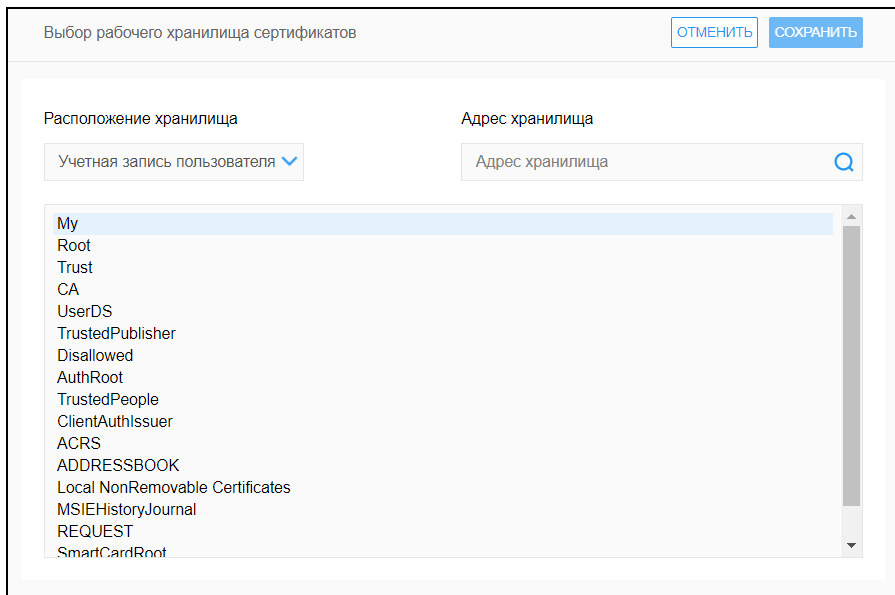 Выбор рабочего хранилища сертификатов
ОТМЕНИТЬ
СОХРАНИТЬ
Расположение хранилища
Адрес хранилища
Учетная запись пользователя
Адрес хранилища
My
Root
Trust
CA
UserDS
TrustedPublisher
Disallowed
AuthRoot
TrustedPeople
ClientAuthIssuer
ACRS
ADDRESSBOOK
Local NonRemovable Certificates
MSIEHistoryJournal
REQUEST
SmartCardRoot